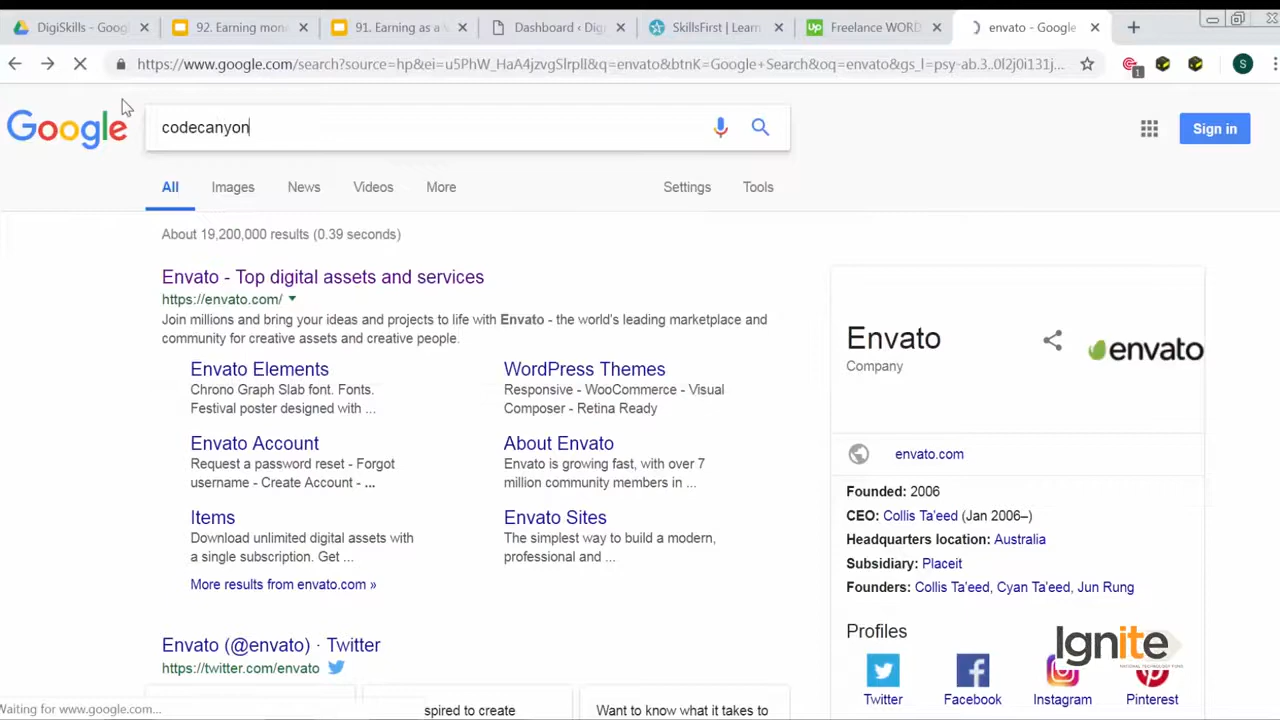 DigiSkills – Googl
92. Earning mon
91. Earning as a V
Dashboard ‹ Dig
SkillsFirst | Learn
Up Freelance WORD
envato - Google
https://www.google.com/search?source=hp&ei=u5PhW_HaA4jzvgSlrplI&q=envato&btnK=Google+Search&oq=envato&gs_l=psy-ab.3..0l2j0i131j...
1
S
Google
codecanyon
Sign in
All
Images
News
Videos
More
Settings
Tools
About 19,200,000 results (0.39 seconds)
Envato - Top digital assets and services
https://envato.com/
Join millions and bring your ideas and projects to life with Envato - the world's leading marketplace and
community for creative assets and creative people.
Envato Elements
Chrono Graph Slab font. Fonts.
Festival poster designed with ...
WordPress Themes
Responsive - WooCommerce - Visual
Composer - Retina Ready
Envato Account
Request a password reset - Forgot
username - Create Account - ...
About Envato
Envato is growing fast, with over 7
million community members in ...
Items
Download unlimited digital assets with
a single subscription. Get ...
Envato Sites
The simplest way to build a modern,
professional and ...
More results from envato.com »
Envato (@envato) · Twitter
https://twitter.com/envato
spired to create
Want to know what it takes to
Envato
Company
envato
envato.com
Founded: 2006
CEO: Collis Ta'eed (Jan 2006–)
Headquarters location: Australia
Subsidiary: Placeit
Founders: Collis Ta'eed, Cyan Ta'eed, Jun Rung
Profiles
Ignite
NATIONAL TECHNOLOGY FUND
Twitter
Facebook
Instagram
Pinterest
Waiting for www.google.com...